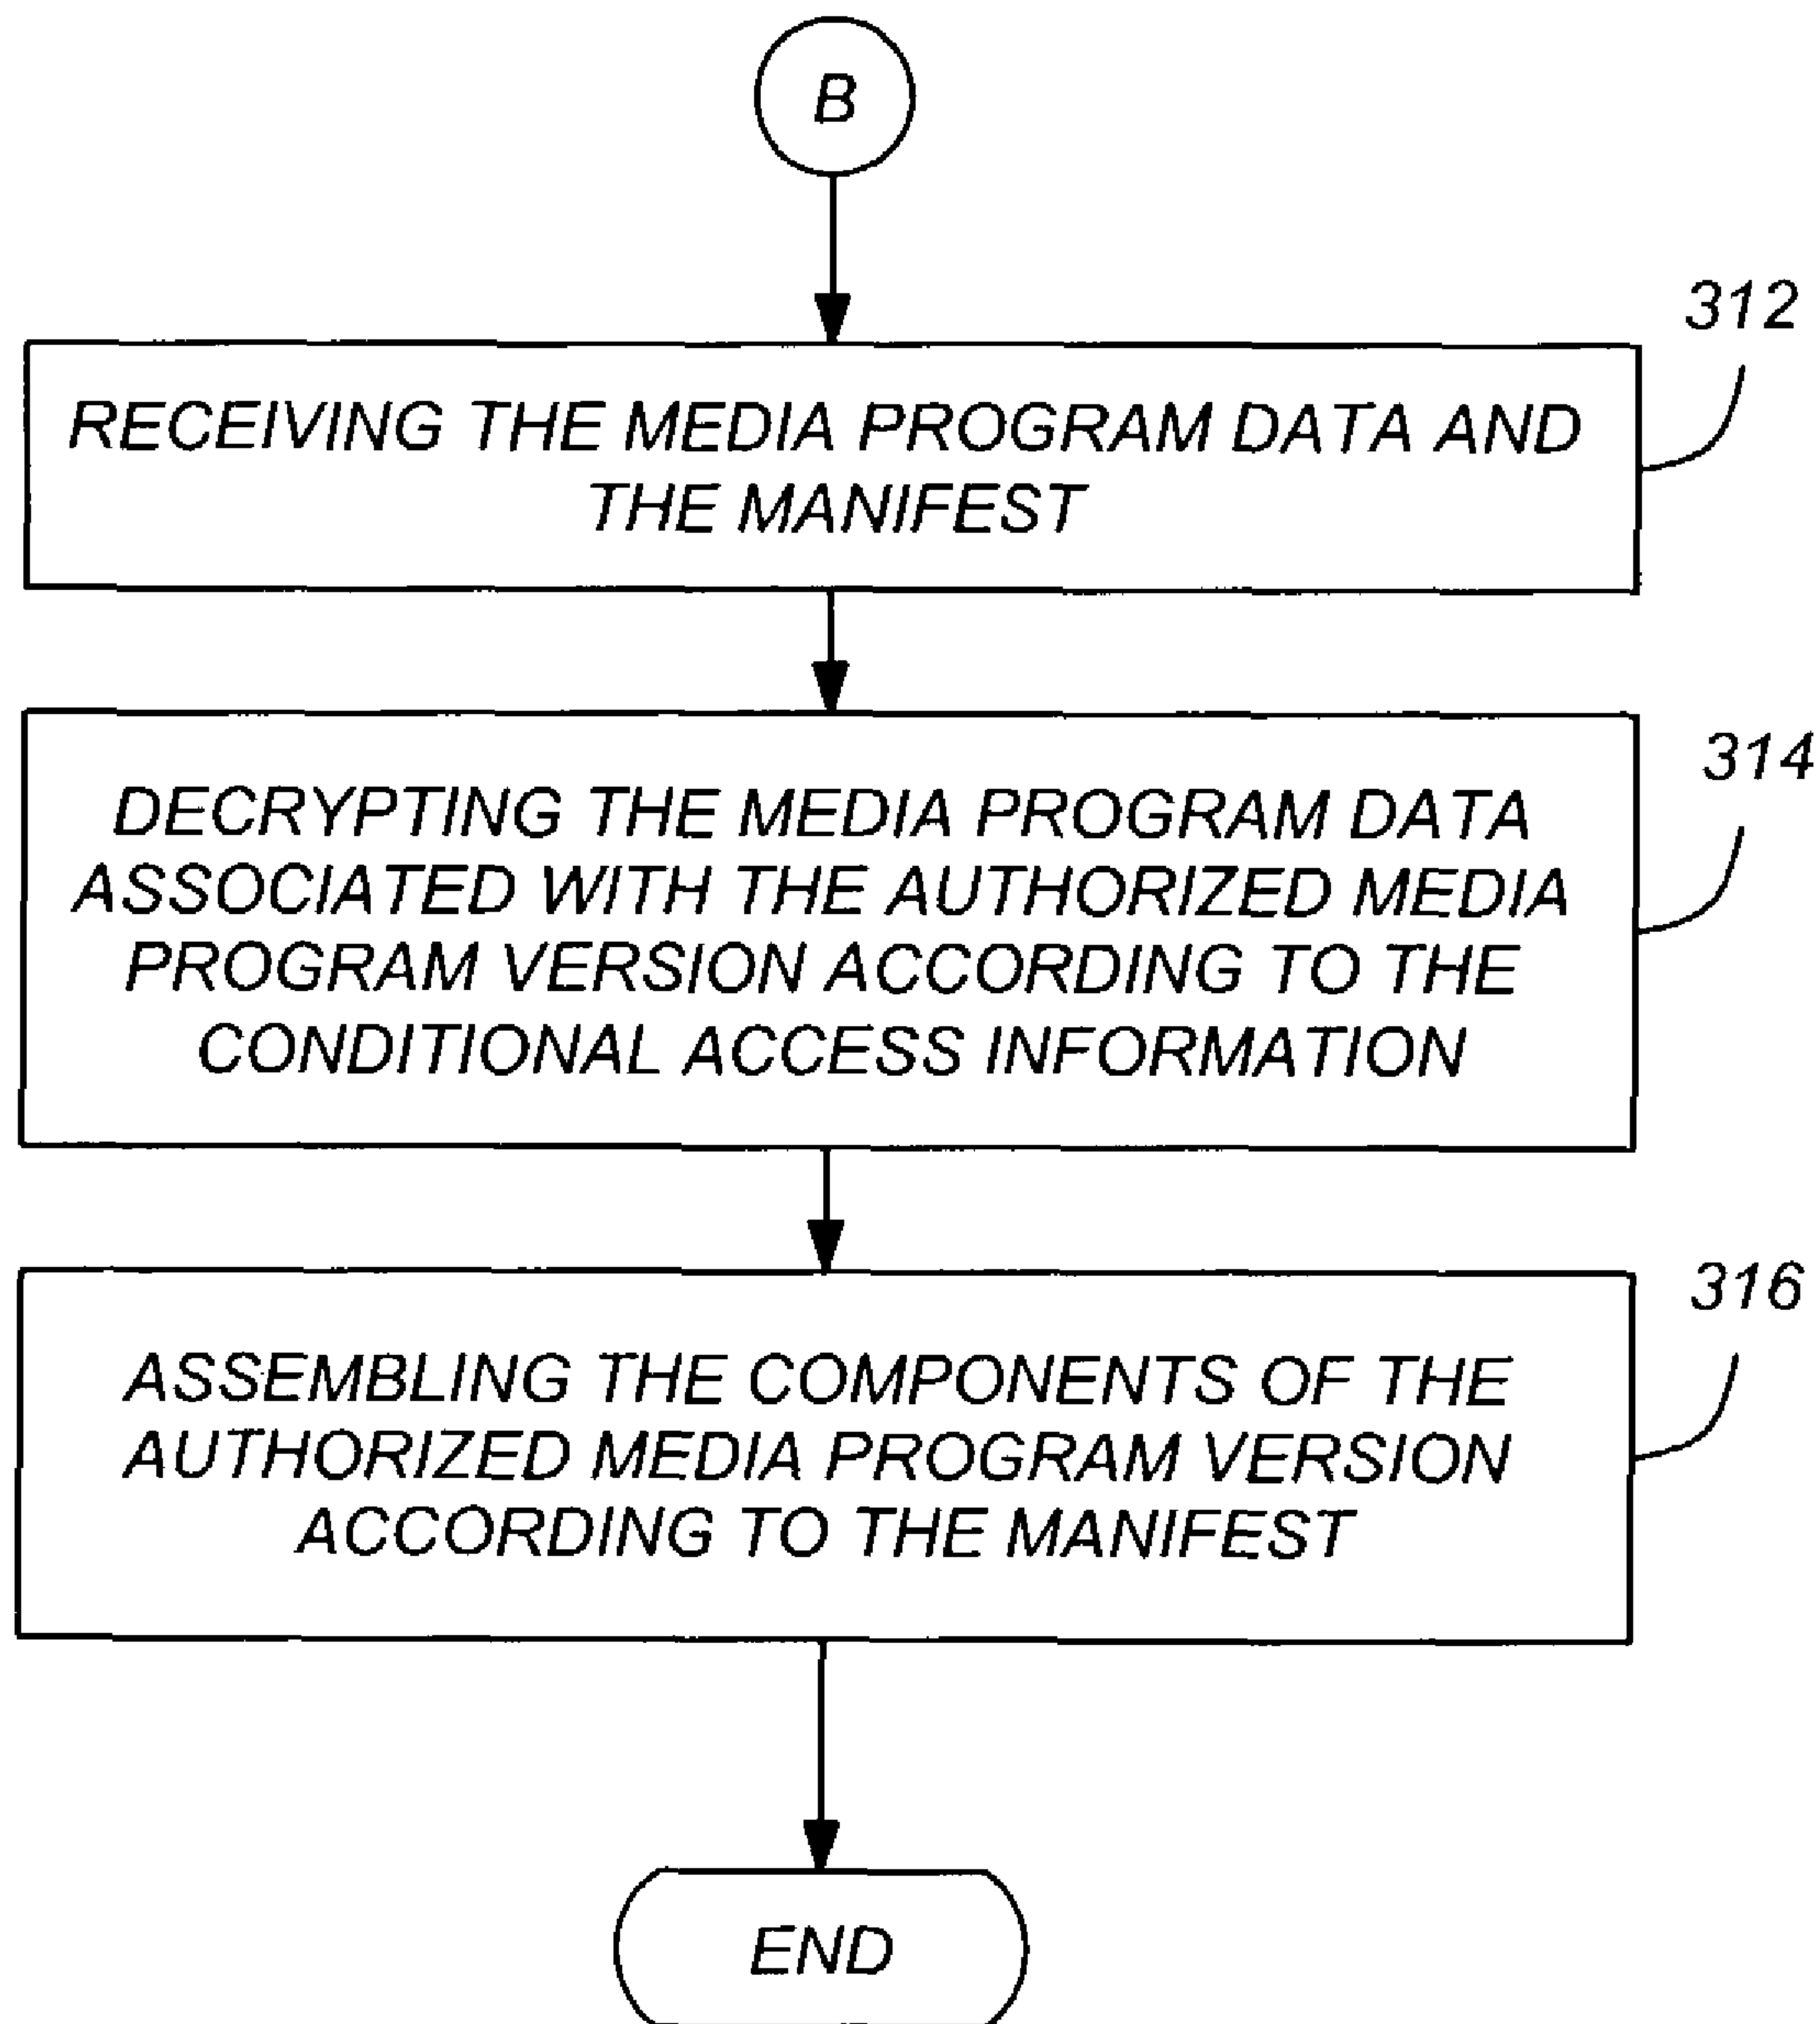 B
312
RECEIVING THE MEDIA PROGRAM DATA AND
THE MANIFEST
314
DECRYPTING THE MEDIA PROGRAM DATA
ASSOCIATED WITH THE AUTHORIZED MEDIA
PROGRAM VERSION ACCORDING TO THE
CONDITIONAL ACCESS INFORMATION
316
ASSEMBLING THE COMPONENTS OF THE
AUTHORIZED MEDIA PROGRAM VERSION
ACCORDING TO THE MANIFEST
END